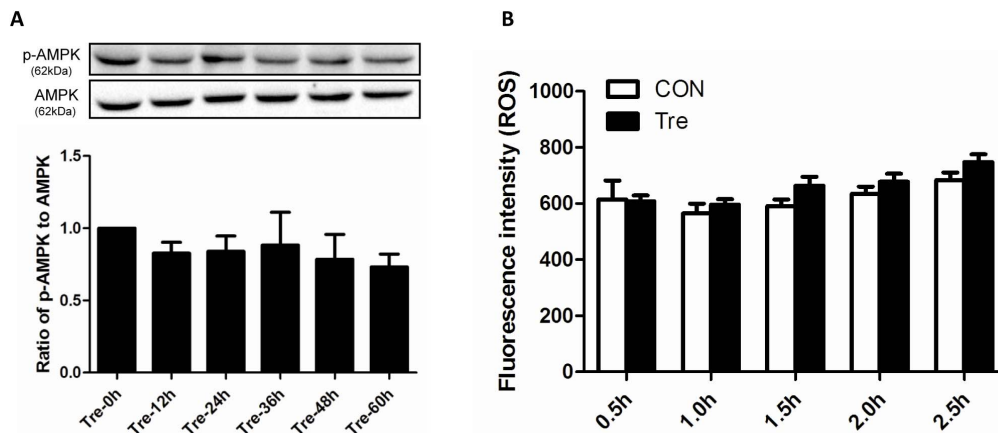 A
p-AMPK
(62kDa)
AMPK
(62kDa)
Ratio of p-AMPK to AMPK
1.5
1.0
0.5
0.0
Tre-0h
Tre-12h
Tre-24h
Tre-36h
Tre-48h
Tre-60h
B
Fluorescence intensity (ROS)
1000
800
600
400
200
0
CON
Tre
0.5h
1.0h
1.5h
2.0h
2.5h